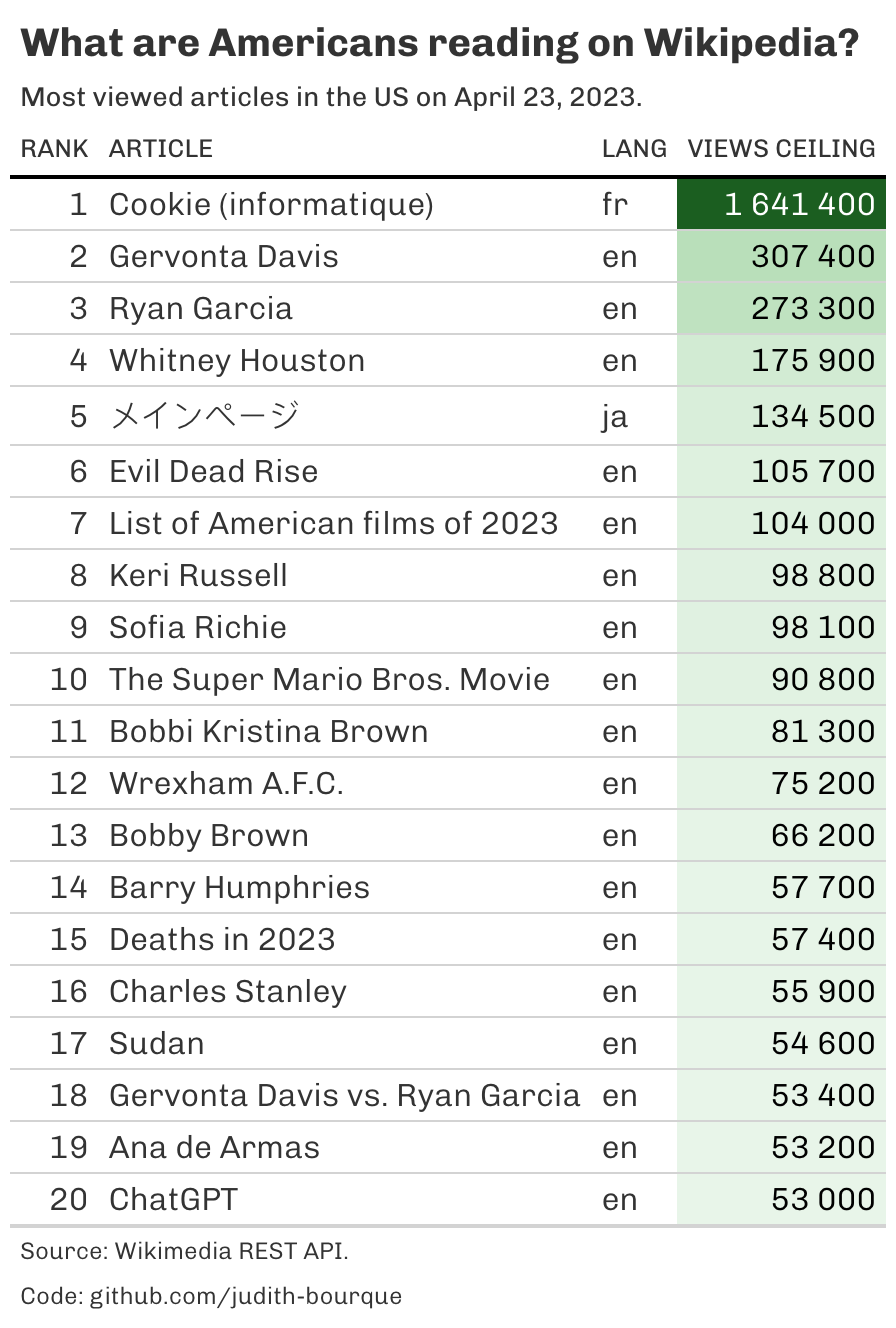 What are Americans reading on Wikipedia?
Most viewed articles in the US on April 23, 2023.
RANK ARTICLE LANG VIEWS CEILING
1 Cookie (informatique) fr 1 641 400
2 Gervonta Davis en 307 400
3 Ryan Garcia en 273 300
4 Whitney Houston en 175 900
5 メインページ ja 134 500
6 Evil Dead Rise en 105 700
7 List of American films of 2023 en 104 000
8 Keri Russell en 98 800
9 Sofia Richie en 98 100
10 The Super Mario Bros. Movie en 90 800
11 Bobbi Kristina Brown en 81 300
12 Wrexham A.F.C. en 75 200
13 Bobby Brown en 66 200
14 Barry Humphries en 57 700
15 Deaths in 2023 en 57 400
16 Charles Stanley en 55 900
17 Sudan en 54 600
18 Gervonta Davis vs. Ryan Garcia en 53 400
19 Ana de Armas en 53 200
20 ChatGPT en 53 000
Source: Wikimedia REST API.
Code: github.com/judith-bourque